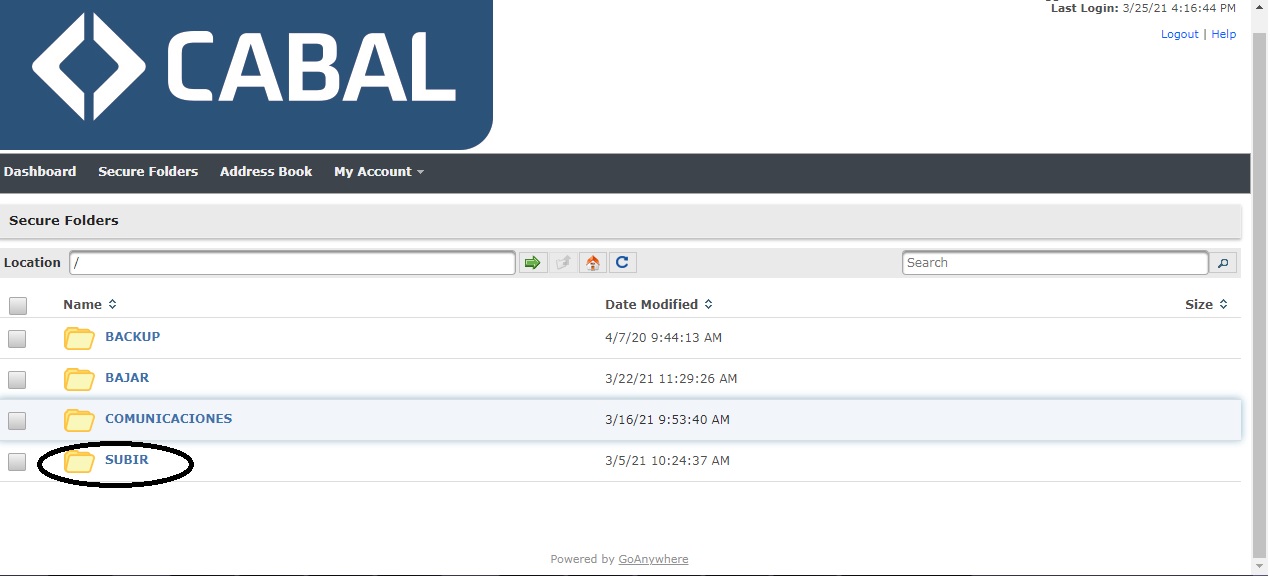 Last Login: 3/25/21 4:16:44 PM
Logout | Help
CABAL
Dashboard Secure Folders Address Book My Account
Secure Folders
Location / Search
Name Date Modified Size
BACKUP 4/7/20 9:44:13 AM
BAJAR 3/22/21 11:29:26 AM
COMUNICACIONES 3/16/21 9:53:40 AM
SUBIR 3/5/21 10:24:37 AM
Powered by GoAnywhere